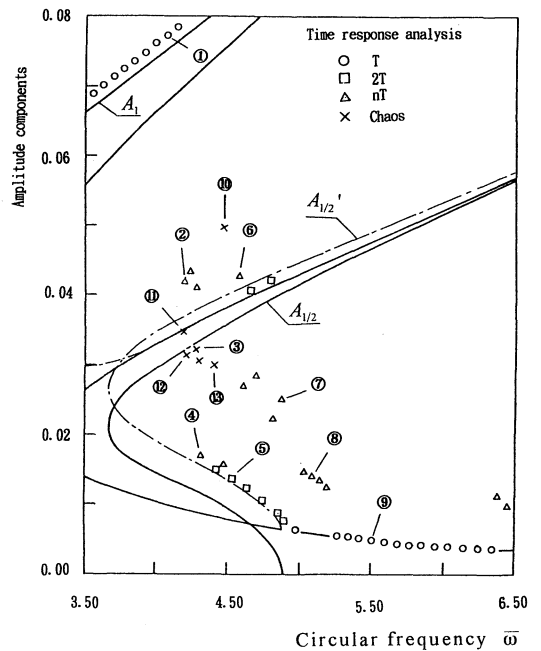 0.08
Time response analysis
○ T
□ 2T
△ nT
× Chaos
①
A₁
Amplitude components
0.06
⑩
A₁/₂'
②
⑥
⑪
0.04
A₁/₂
③
⑫
⑬
⑦
④
⑤
⑧
0.02
⑨
0.00
3.50
4.50
5.50
6.50
Circular frequency ω̅